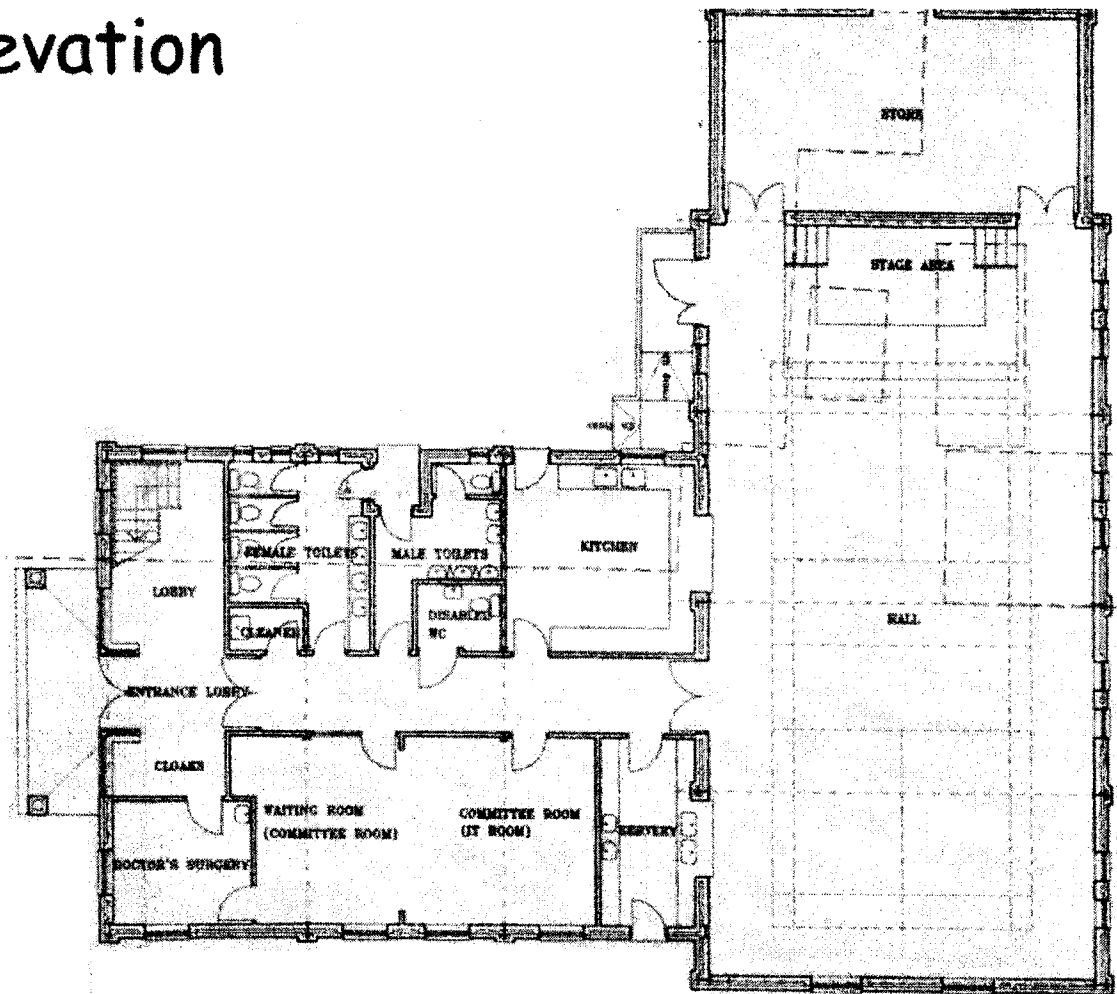 evation
STORE
STAGE AREA
FEMALE TOILETS
MALE TOILETS
KITCHEN
LOBBY
DISABLED
WC
CLEANER
HALL
ENTRANCE LOBBY
CLOAKS
WAITING ROOM
(COMMITTEE ROOM)
COMMITTEE ROOM
(IT ROOM)
SERVERY
DOCTOR'S SURGERY